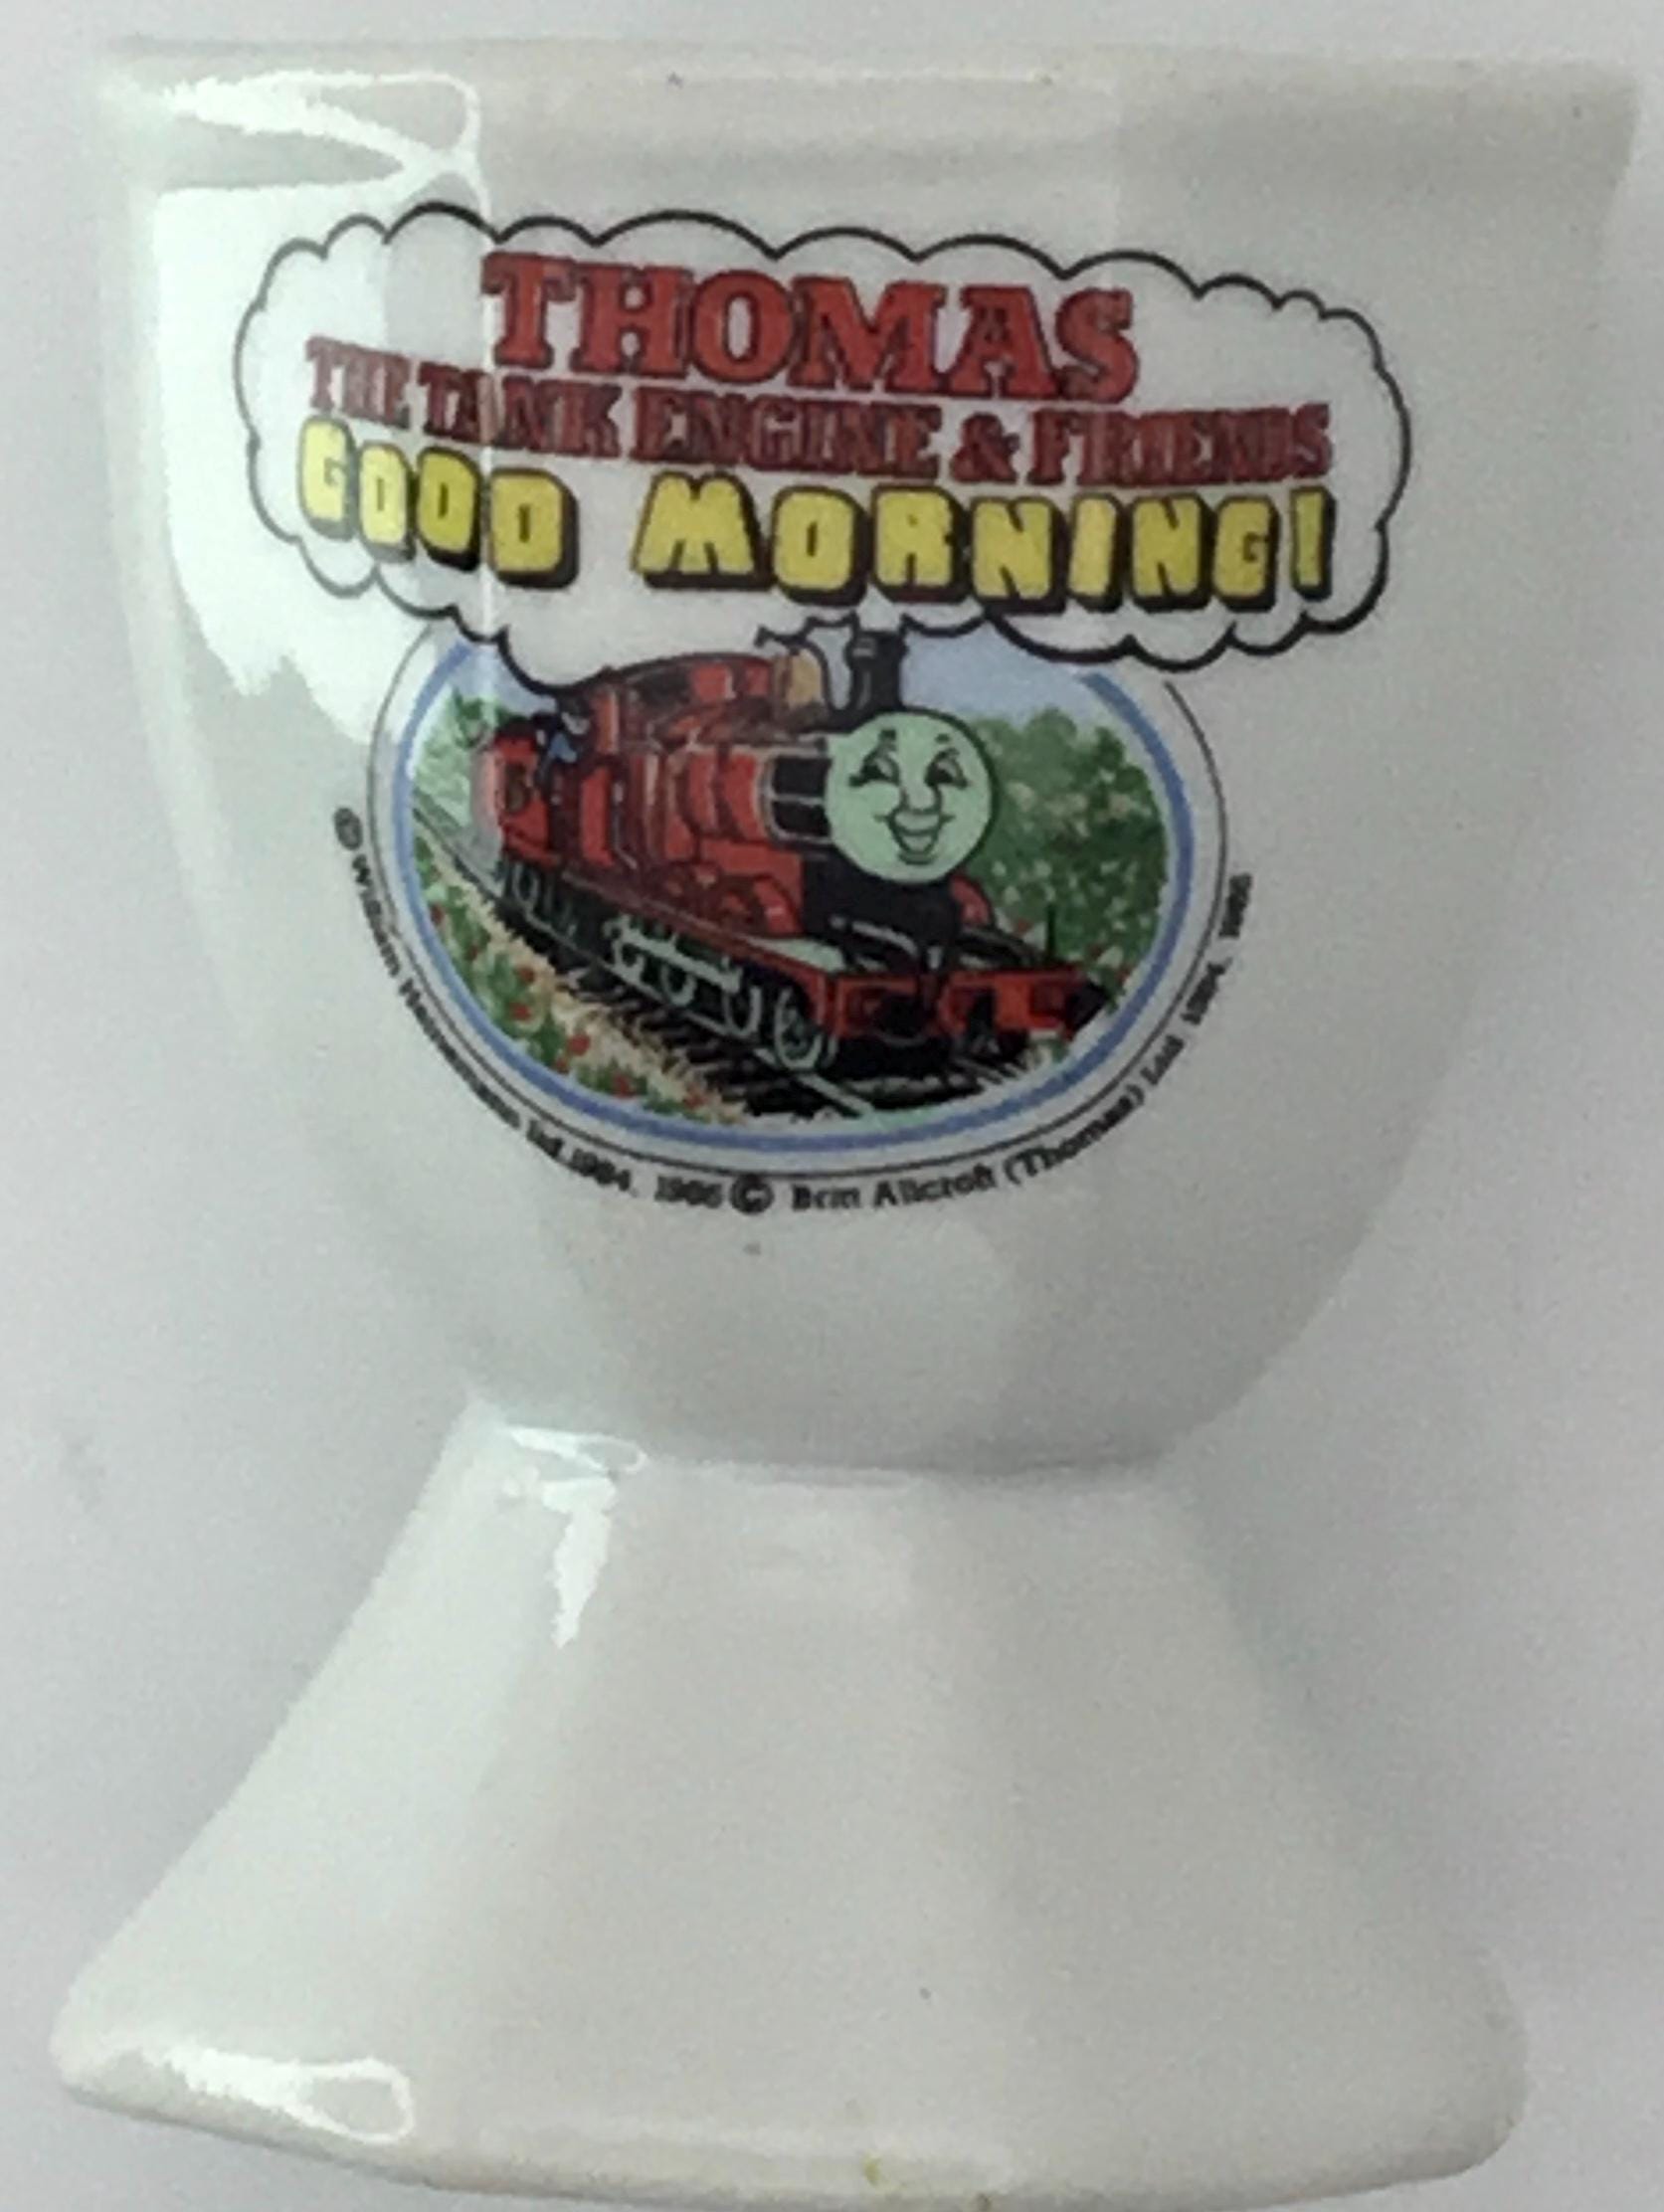 THOMAS
THE TANK ENGINE & FRIENDS
GOOD MORNING!
© William Heinemann Ltd. 1984, 1986 © Britt Allcroft (Thomas) Ltd 1984, 1986